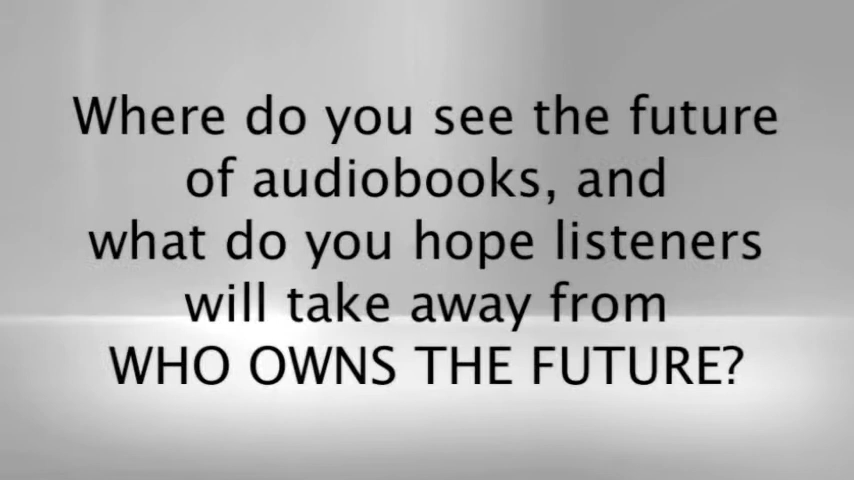 Where do you see the future
of audiobooks, and
what do you hope listeners
will take away from
WHO OWNS THE FUTURE?